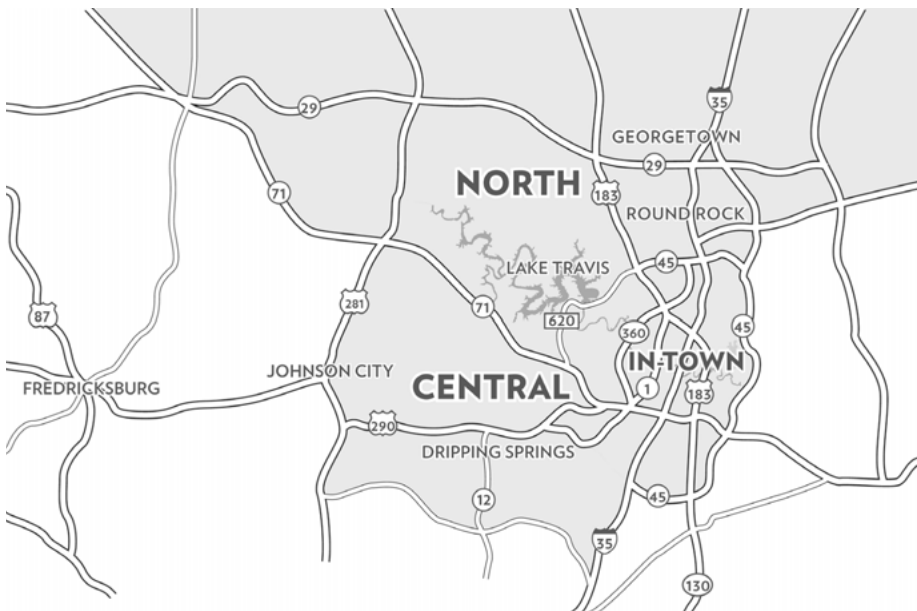 35
29
GEORGETOWN
29
NORTH
71
183
ROUND ROCK
LAKE TRAVIS
45
281
71
87
620
360
45
IN-TOWN
JOHNSON CITY
FREDRICKSBURG
CENTRAL
1
183
290
DRIPPING SPRINGS
12
45
35
130